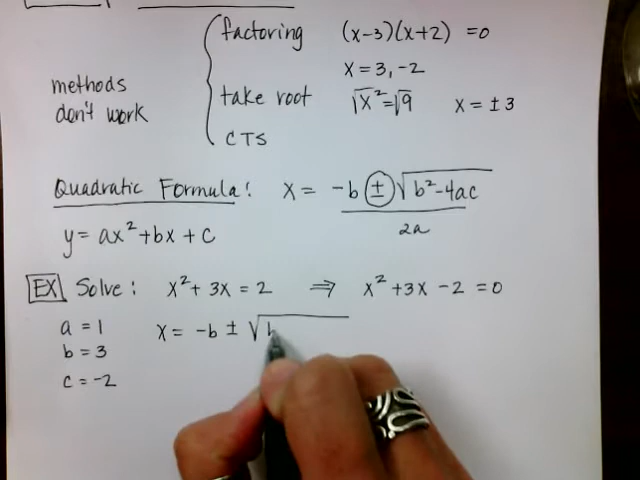 factoring (x-3)(x+2) = 0
x = 3, -2
methods don't work
take root √x² = √9 x = ± 3
CTS
Quadratic Formula: x = -b ± √b²-4ac / 2a
y = ax² + bx + c
EX Solve: x² + 3x = 2 ⇒ x² + 3x - 2 = 0
a = 1 x = -b ± √b
b = 3
c = -2